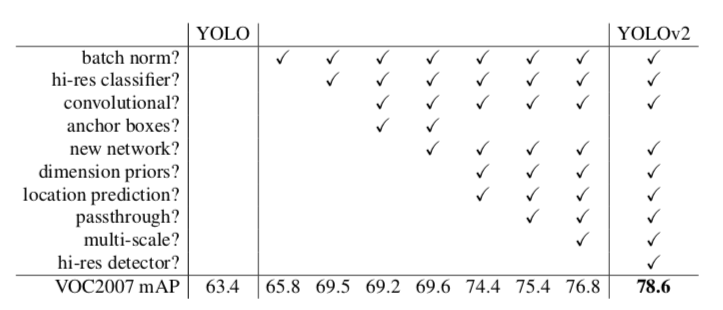 YOLO YOLOv2
batch norm? ✓ ✓ ✓ ✓ ✓ ✓ ✓ ✓
hi-res classifier? ✓ ✓ ✓ ✓ ✓ ✓ ✓
convolutional? ✓ ✓ ✓ ✓ ✓ ✓
anchor boxes? ✓ ✓
new network? ✓ ✓ ✓ ✓ ✓
dimension priors? ✓ ✓ ✓ ✓
location prediction? ✓ ✓ ✓ ✓
passthrough? ✓ ✓ ✓
multi-scale? ✓ ✓
hi-res detector? ✓
VOC2007 mAP 63.4 65.8 69.5 69.2 69.6 74.4 75.4 76.8 78.6